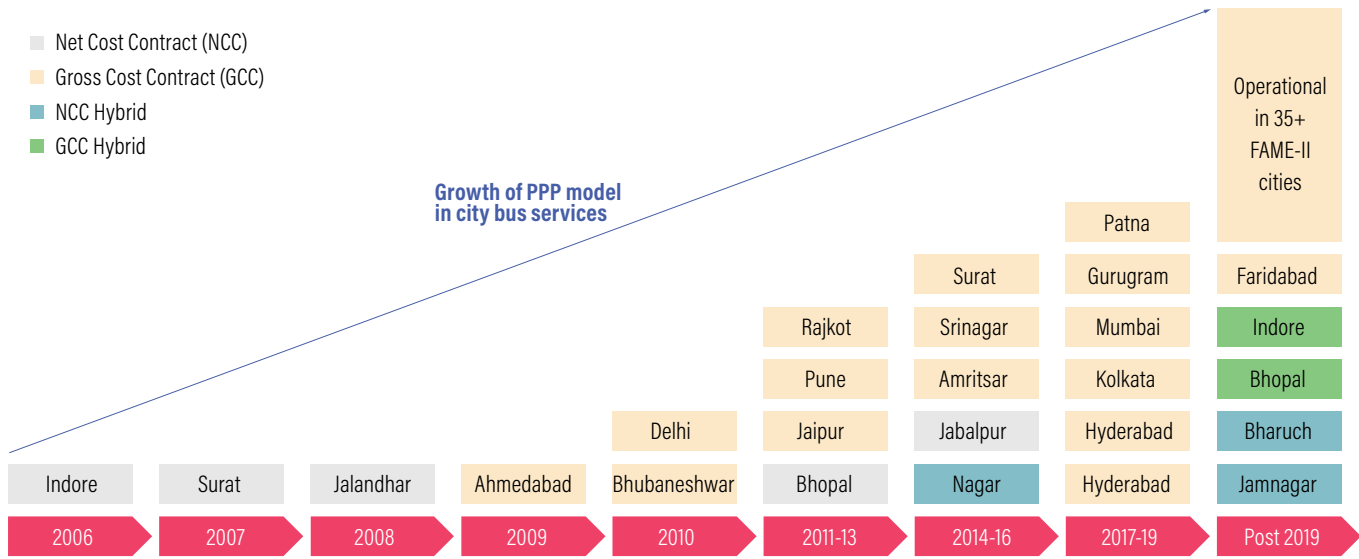 Net Cost Contract (NCC)
Gross Cost Contract (GCC)
NCC Hybrid
GCC Hybrid
Growth of PPP model
in city bus services
Operational
in 35+
FAME-II
cities
Patna
Surat
Gurugram
Faridabad
Rajkot
Srinagar
Mumbai
Indore
Pune
Amritsar
Kolkata
Bhopal
Delhi
Jaipur
Jabalpur
Hyderabad
Bharuch
Indore
Surat
Jalandhar
Ahmedabad
Bhubaneshwar
Bhopal
Nagar
Hyderabad
Jamnagar
2006
2007
2008
2009
2010
2011-13
2014-16
2017-19
Post 2019